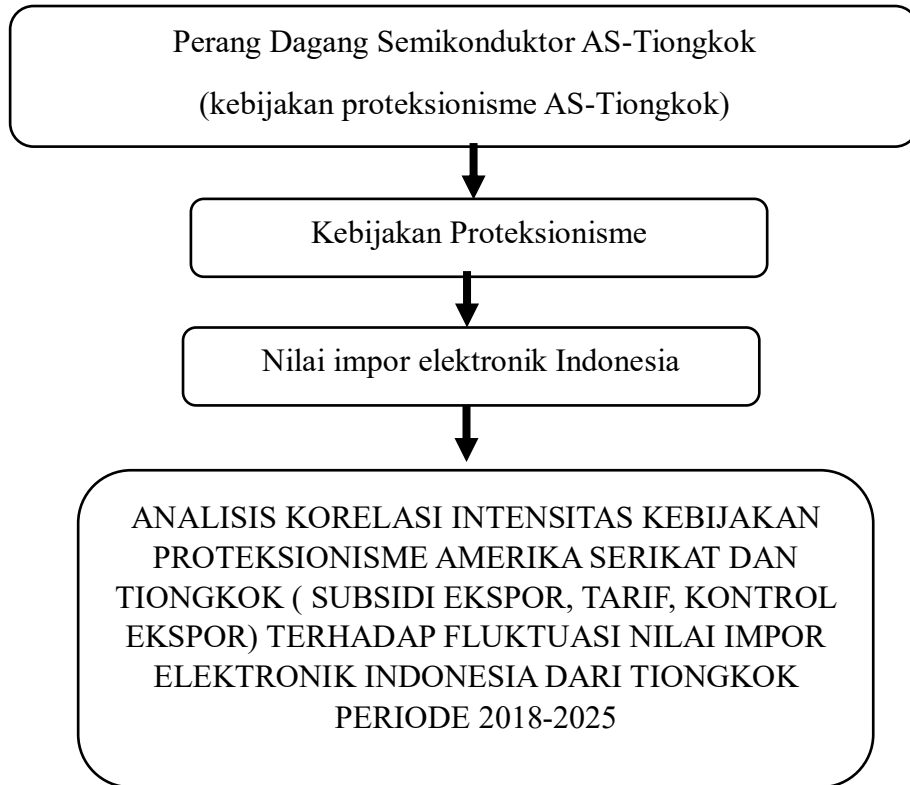 Perang Dagang Semikonduktor AS-Tiongkok
(kebijakan proteksionisme AS-Tiongkok)
Kebijakan Proteksionisme
Nilai impor elektronik Indonesia
ANALISIS KORELASI INTENSITAS KEBIJAKAN
PROTEKSIONISME AMERIKA SERIKAT DAN
TIONGKOK ( SUBSIDI EKSPOR, TARIF, KONTROL
EKSPOR) TERHADAP FLUKTUASI NILAI IMPOR
ELEKTRONIK INDONESIA DARI TIONGKOK
PERIODE 2018-2025